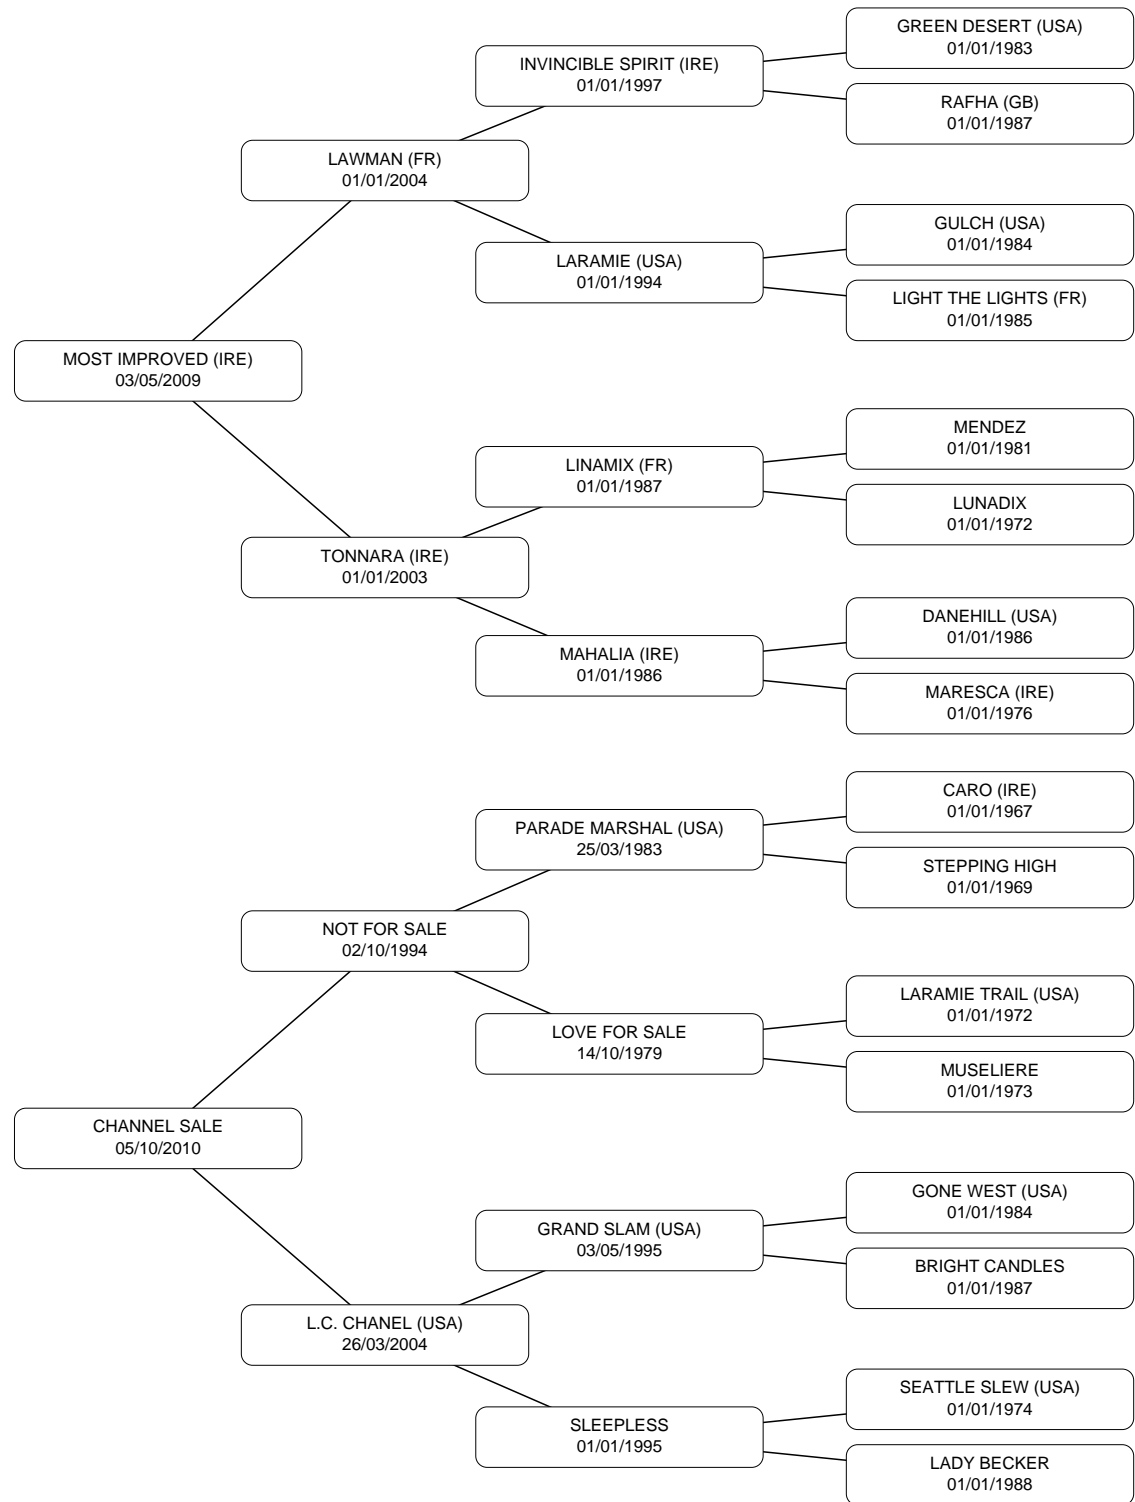 GREEN DESERT (USA)
01/01/1983
INVINCIBLE SPIRIT (IRE)
01/01/1997
RAFHA (GB)
01/01/1987
LAWMAN (FR)
01/01/2004
GULCH (USA)
01/01/1984
LARAMIE (USA)
01/01/1994
LIGHT THE LIGHTS (FR)
01/01/1985
MOST IMPROVED (IRE)
03/05/2009
MENDEZ
01/01/1981
LINAMIX (FR)
01/01/1987
LUNADIX
01/01/1972
TONNARA (IRE)
01/01/2003
DANEHILL (USA)
01/01/1986
MAHALIA (IRE)
01/01/1986
MARESCA (IRE)
01/01/1976
CARO (IRE)
01/01/1967
PARADE MARSHAL (USA)
25/03/1983
STEPPING HIGH
01/01/1969
NOT FOR SALE
02/10/1994
LARAMIE TRAIL (USA)
01/01/1972
LOVE FOR SALE
14/10/1979
MUSELIERE
01/01/1973
CHANNEL SALE
05/10/2010
GONE WEST (USA)
01/01/1984
GRAND SLAM (USA)
03/05/1995
BRIGHT CANDLES
01/01/1987
L.C. CHANEL (USA)
26/03/2004
SEATTLE SLEW (USA)
01/01/1974
SLEEPLESS
01/01/1995
LADY BECKER
01/01/1988